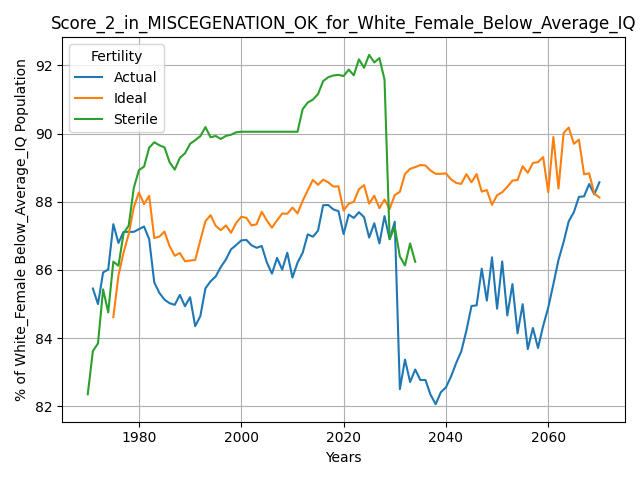 Score_2_in_MISCEGENATION_OK_for_White_Female_Below_Average_IQ
% of White_Female Below_Average_IQ Population
92
90
88
86
84
82
Fertility
Actual
Ideal
Sterile
1980
2000
2020
2040
2060
Years